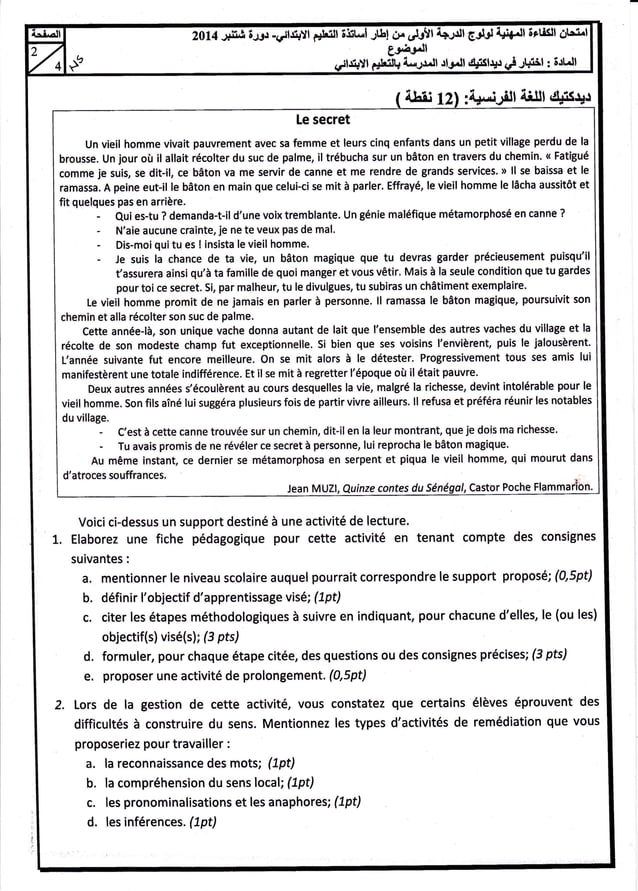 امتحان الكفاءة المهنية لولوج الدرجة الأولى من إطار أساتذة التعليم الابتدائي- دورة شتنبر 2014
الموضوع
المادة : اختبار في ديداكتيك المواد المدرسة بالتعليم الابتدائي
الصفحة
2
4
NS
ديدكتيك اللغة الفرنسية: (12 نقطة )
Le secret
Un vieil homme vivait pauvrement avec sa femme et leurs cinq enfants dans un petit village perdu de la
brousse. Un jour où il allait récolter du suc de palme, il trébucha sur un bâton en travers du chemin. « Fatigué
comme je suis, se dit-il, ce bâton va me servir de canne et me rendre de grands services. » Il se baissa et le
ramassa. A peine eut-il le bâton en main que celui-ci se mit à parler. Effrayé, le vieil homme le lâcha aussitôt et
fit quelques pas en arrière.
- Qui es-tu ? demanda-t-il d'une voix tremblante. Un génie maléfique métamorphosé en canne ?
- N'aie aucune crainte, je ne te veux pas de mal.
- Dis-moi qui tu es ! insista le vieil homme.
- Je suis la chance de ta vie, un bâton magique que tu devras garder précieusement puisqu'il
t'assurera ainsi qu'à ta famille de quoi manger et vous vêtir. Mais à la seule condition que tu gardes
pour toi ce secret. Si, par malheur, tu le divulgues, tu subiras un châtiment exemplaire.
Le vieil homme promit de ne jamais en parler à personne. Il ramassa le bâton magique, poursuivit son
chemin et alla récolter son suc de palme.
Cette année-là, son unique vache donna autant de lait que l'ensemble des autres vaches du village et la
récolte de son modeste champ fut exceptionnelle. Si bien que ses voisins l'envièrent, puis le jalousèrent.
L'année suivante fut encore meilleure. On se mit alors à le détester. Progressivement tous ses amis lui
manifestèrent une totale indifférence. Et il se mit à regretter l'époque où il était pauvre.
Deux autres années s'écoulèrent au cours desquelles la vie, malgré la richesse, devint intolérable pour le
vieil homme. Son fils aîné lui suggéra plusieurs fois de partir vivre ailleurs. Il refusa et préféra réunir les notables
du village.
- C'est à cette canne trouvée sur un chemin, dit-il en la leur montrant, que je dois ma richesse.
- Tu avais promis de ne révéler ce secret à personne, lui reprocha le bâton magique.
Au même instant, ce dernier se métamorphosa en serpent et piqua le vieil homme, qui mourut dans
d'atroces souffrances.
Jean MUZI, Quinze contes du Sénégal, Castor Poche Flammarion.
Voici ci-dessus un support destiné à une activité de lecture.
1. Elaborez une fiche pédagogique pour cette activité en tenant compte des consignes
suivantes :
a. mentionner le niveau scolaire auquel pourrait correspondre le support proposé; (0,5pt)
b. définir l'objectif d'apprentissage visé; (1pt)
c. citer les étapes méthodologiques à suivre en indiquant, pour chacune d'elles, le (ou les)
objectif(s) visé(s); (3 pts)
d. formuler, pour chaque étape citée, des questions ou des consignes précises; (3 pts)
e. proposer une activité de prolongement. (0,5pt)
2. Lors de la gestion de cette activité, vous constatez que certains élèves éprouvent des
difficultés à construire du sens. Mentionnez les types d'activités de remédiation que vous
proposeriez pour travailler :
a. la reconnaissance des mots; (1pt)
b. la compréhension du sens local; (1pt)
c. les pronominalisations et les anaphores; (1pt)
d. les inférences. (1pt)